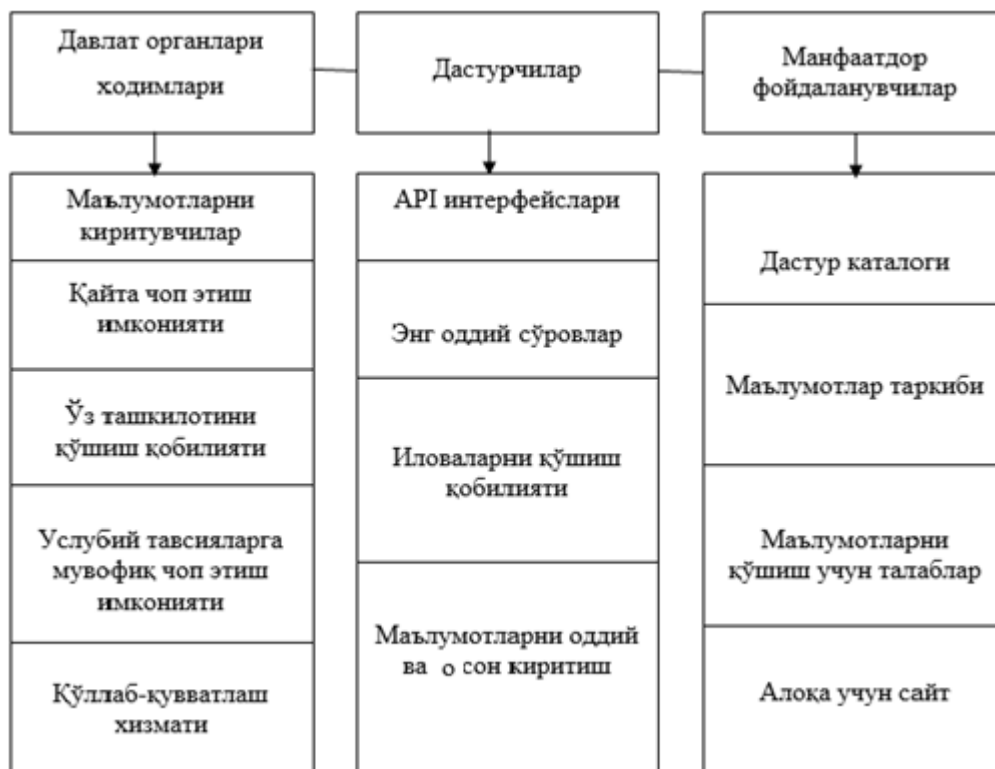 Давлат органлари
ходимлари
Дастурчилар
Манфаатдор
фойдаланувчилар
Маълумотларни
киритувчилар
Қайта чоп этиш
имконияти
Ўз ташкилотини
қўшиш қобилияти
Услубий тавсияларга
мувофиқ чоп этиш
имконияти
Қўллаб-қувватлаш
хизмати
API интерфейслари
Энг оддий сўровлар
Иловаларни қўшиш
қобилияти
Маълумотларни оддий
ва о сон киритиш
Дастур каталоги
Маълумотлар таркиби
Маълумотларни
қўшиш учун талаблар
Алоқа учун сайт